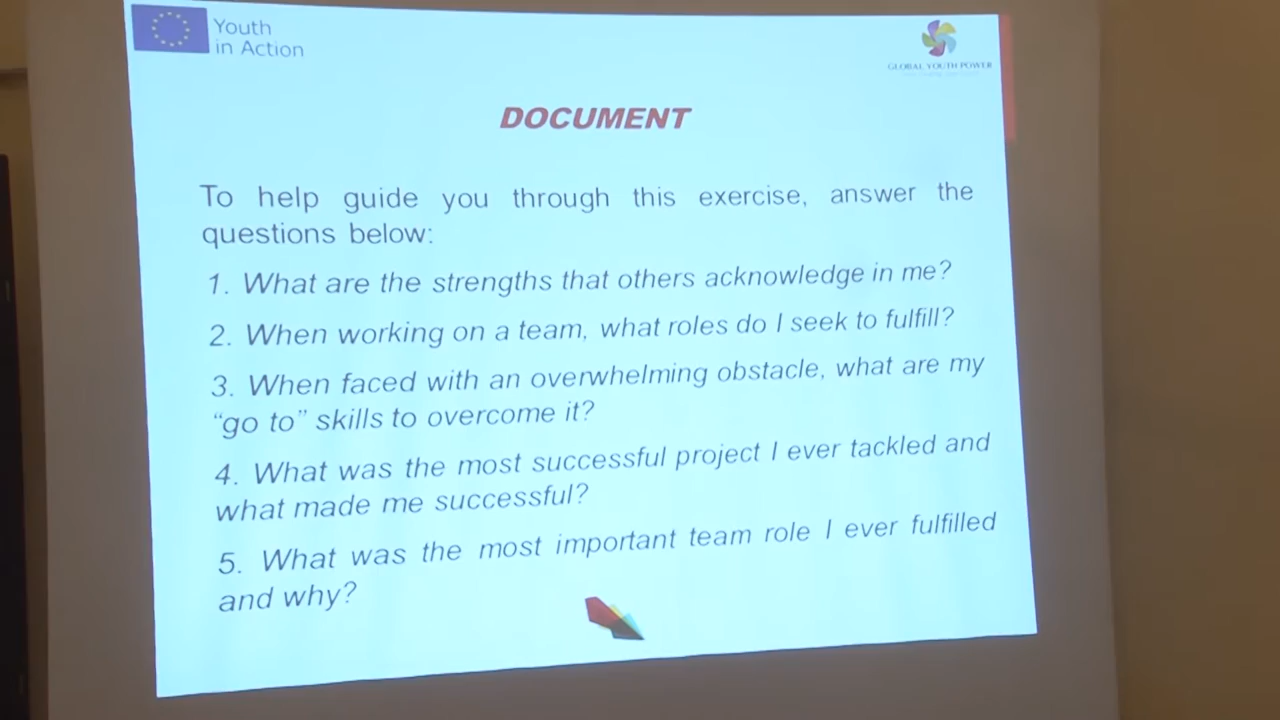 Youth
in Action
GLOBAL YOUTH POWER
DOCUMENT
To help guide you through this exercise, answer the
questions below:
1. What are the strengths that others acknowledge in me?
2. When working on a team, what roles do I seek to fulfill?
3. When faced with an overwhelming obstacle, what are my
“go to” skills to overcome it?
4. What was the most successful project I ever tackled and
what made me successful?
5. What was the most important team role I ever fulfilled
and why?